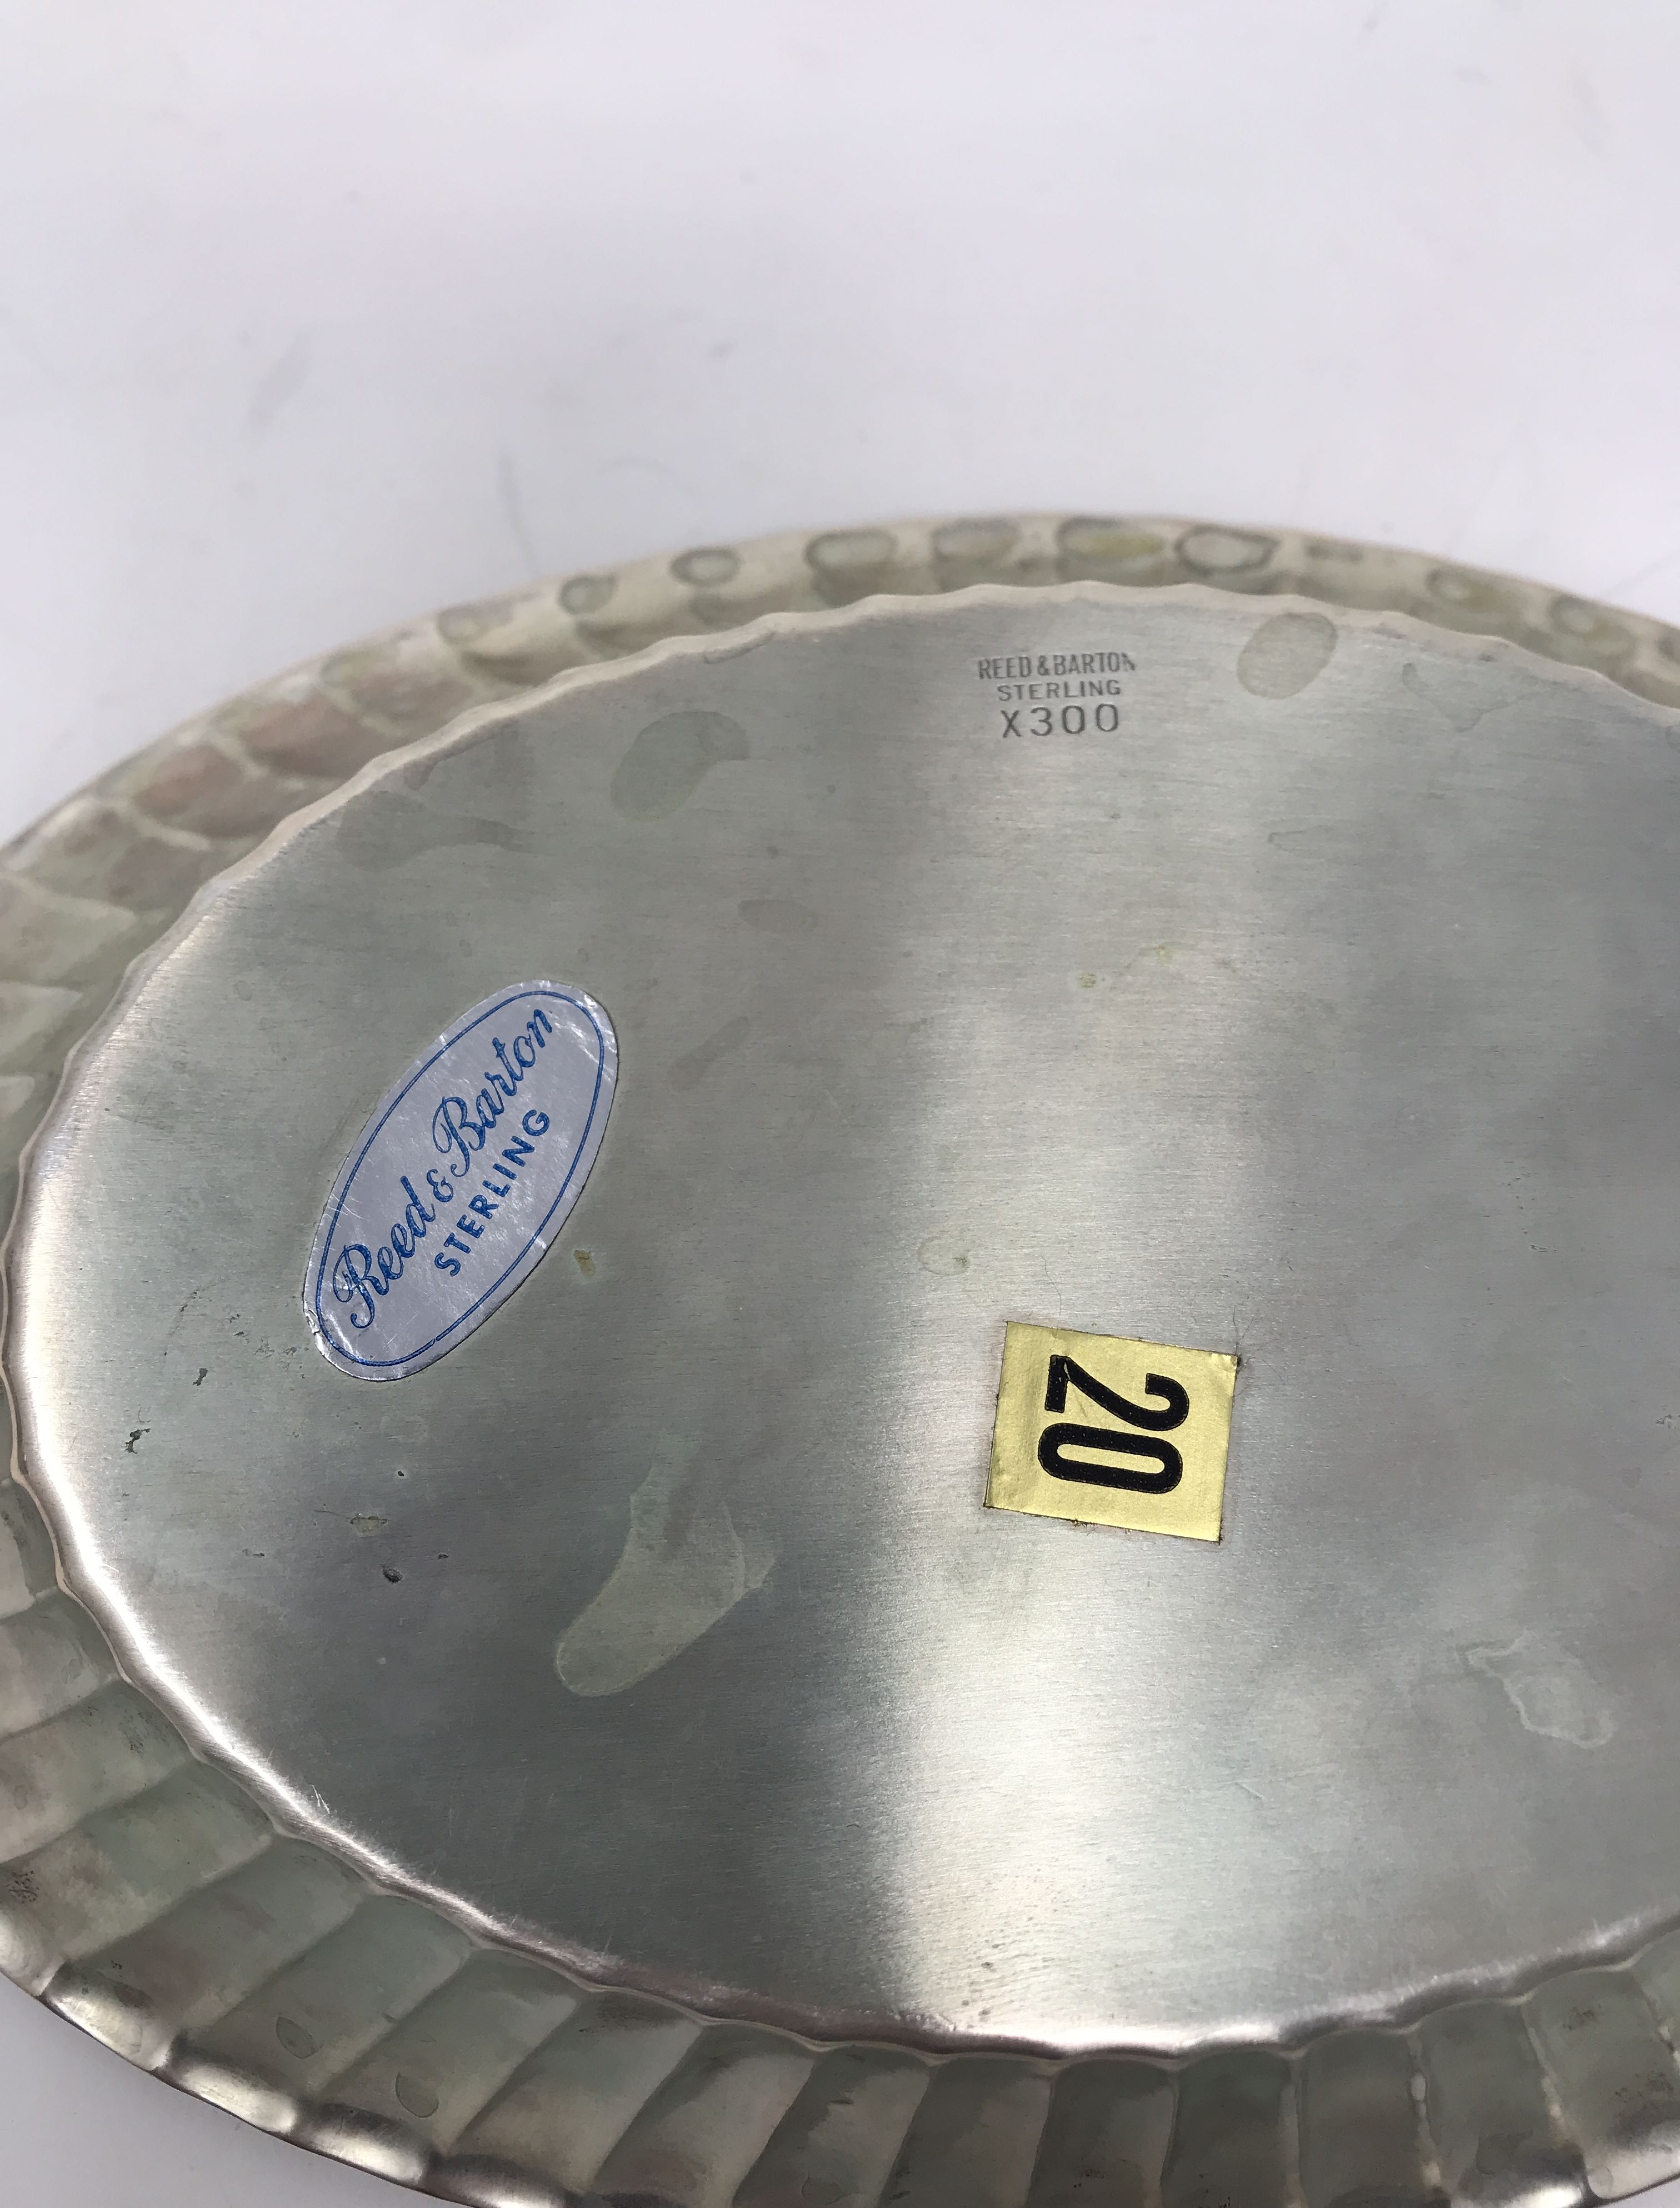 REED & BARTON
STERLING
X300
Reed & Barton
STERLING
20